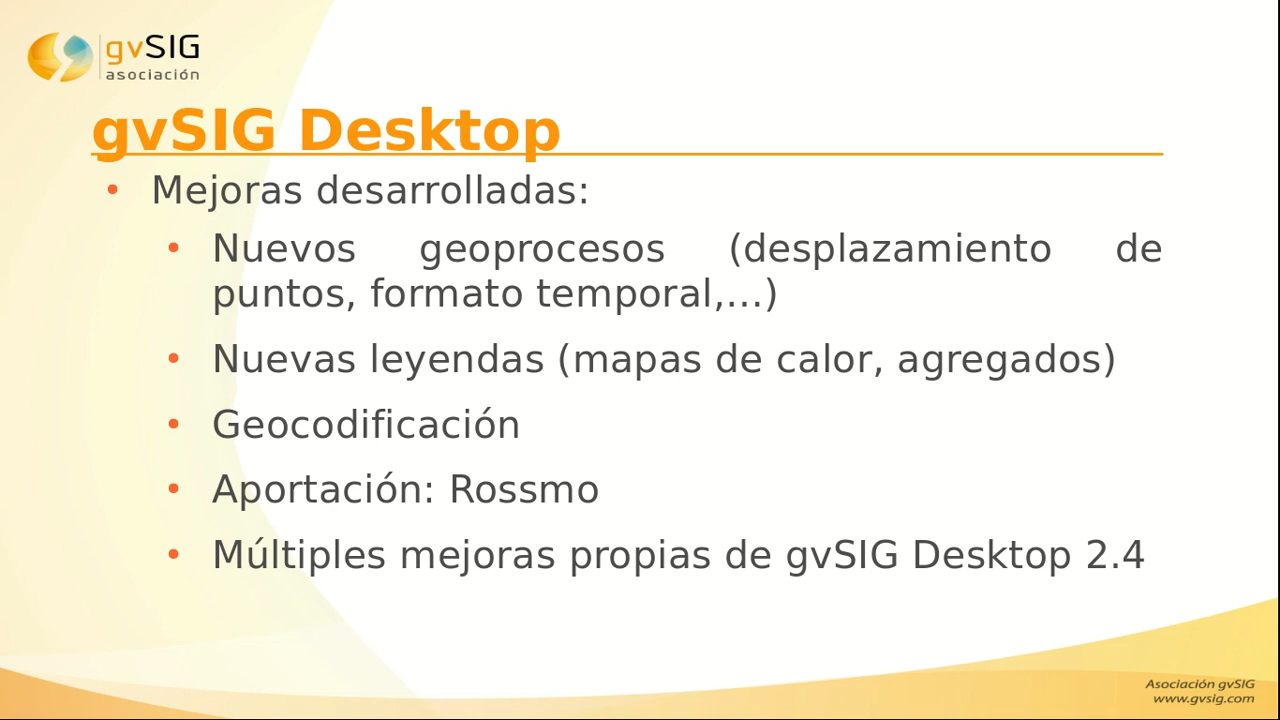 gvSIG
asociación
gvSIG Desktop
• Mejoras desarrolladas:
• Nuevos geoprocesos (desplazamiento de
puntos, formato temporal,...)
• Nuevas leyendas (mapas de calor, agregados)
• Geocodificación
• Aportación: Rossmo
• Múltiples mejoras propias de gvSIG Desktop 2.4
Asociación gvSIG
www.gvsig.com